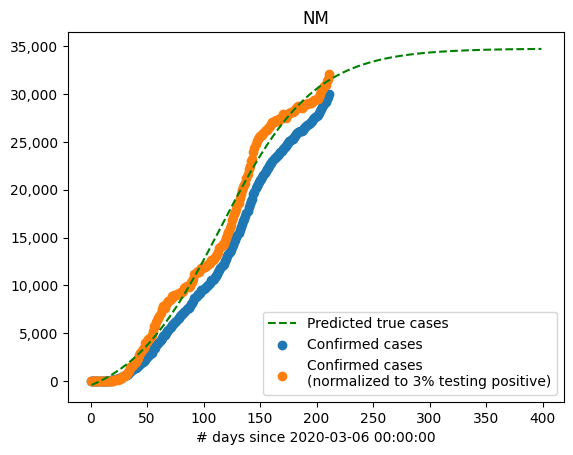 NM
35,000
30,000
25,000
20,000
15,000
10,000
5,000
0
Predicted true cases
Confirmed cases
Confirmed cases
(normalized to 3% testing positive)
0 50 100 150 200 250 300 350 400
# days since 2020-03-06 00:00:00